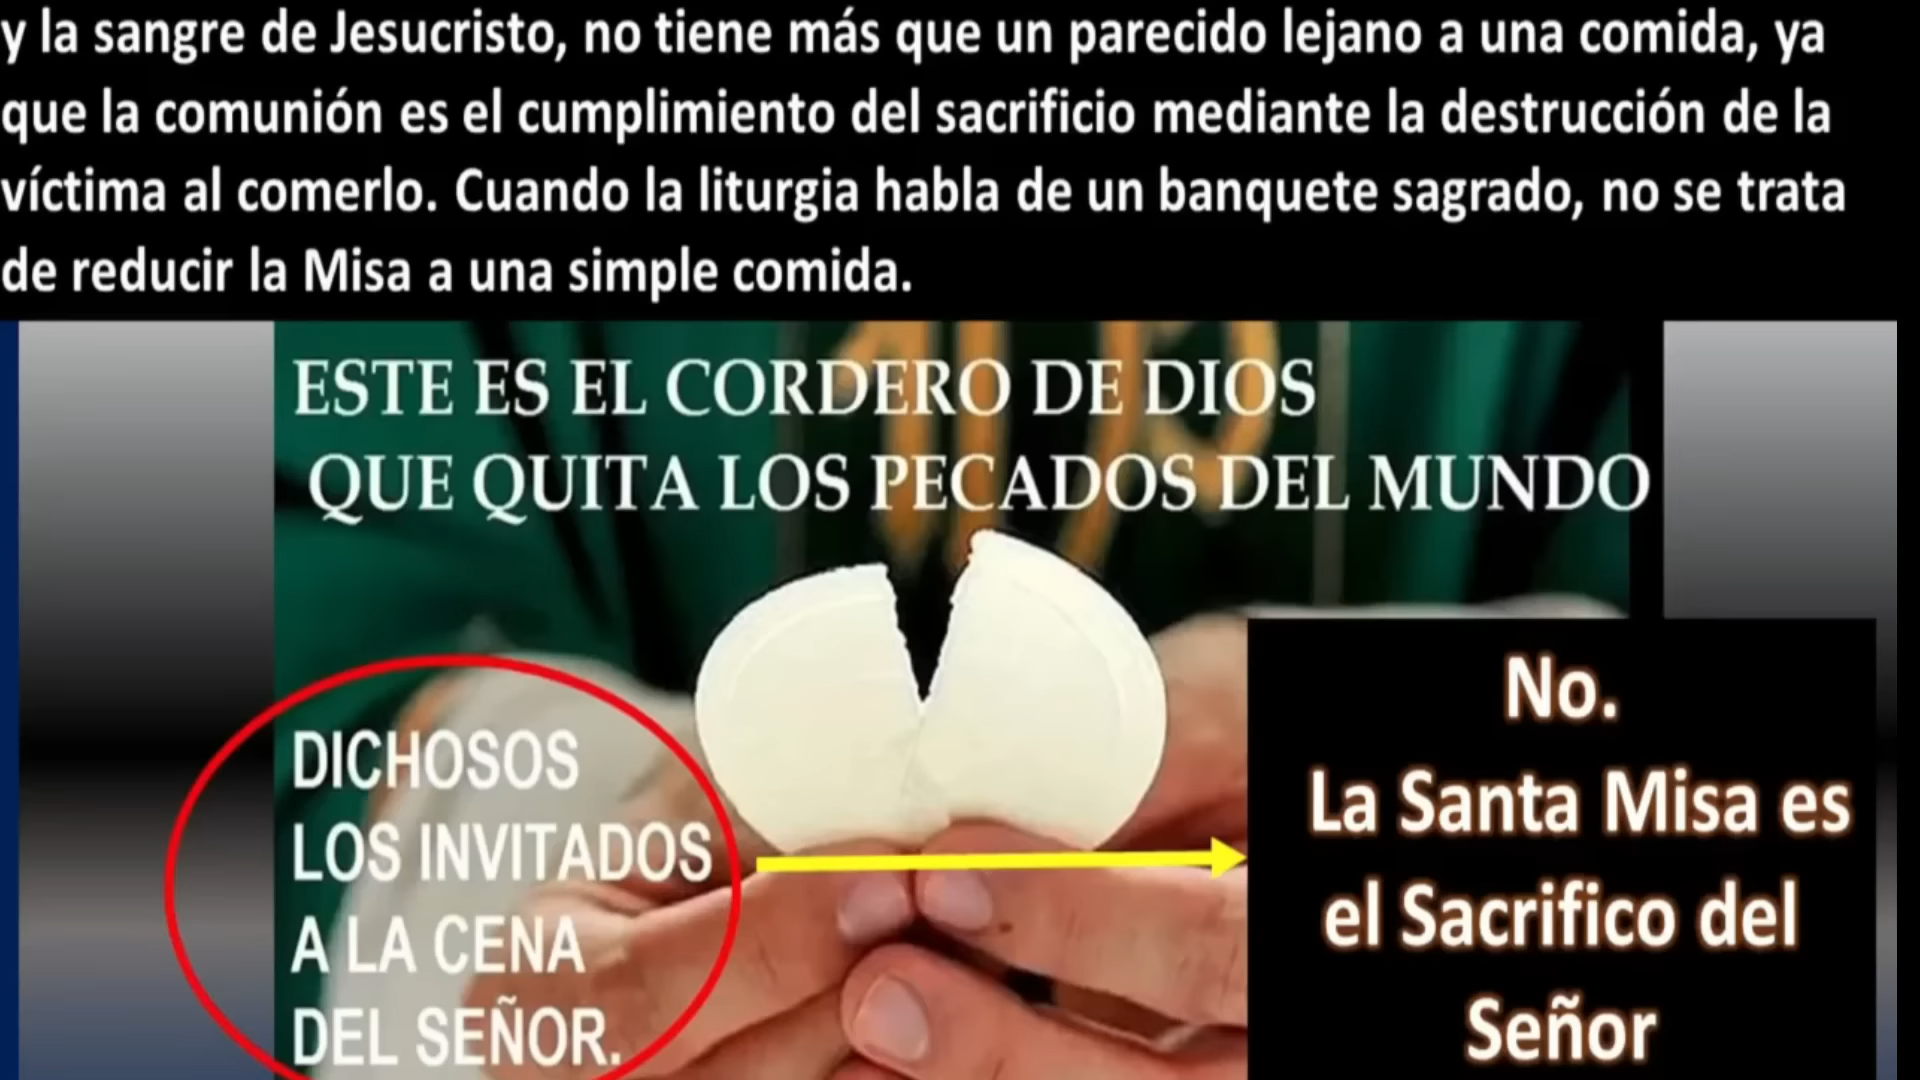 y la sangre de Jesucristo, no tiene más que un parecido lejano a una comida, ya
que la comunión es el cumplimiento del sacrificio mediante la destrucción de la
víctima al comerlo. Cuando la liturgia habla de un banquete sagrado, no se trata
de reducir la Misa a una simple comida.
ESTE ES EL CORDERO DE DIOS
QUE QUITA LOS PECADOS DEL MUNDO
DICHOSOS
LOS INVITADOS
A LA CENA
DEL SEÑOR.
No.
La Santa Misa es
el Sacrifico del
Señor